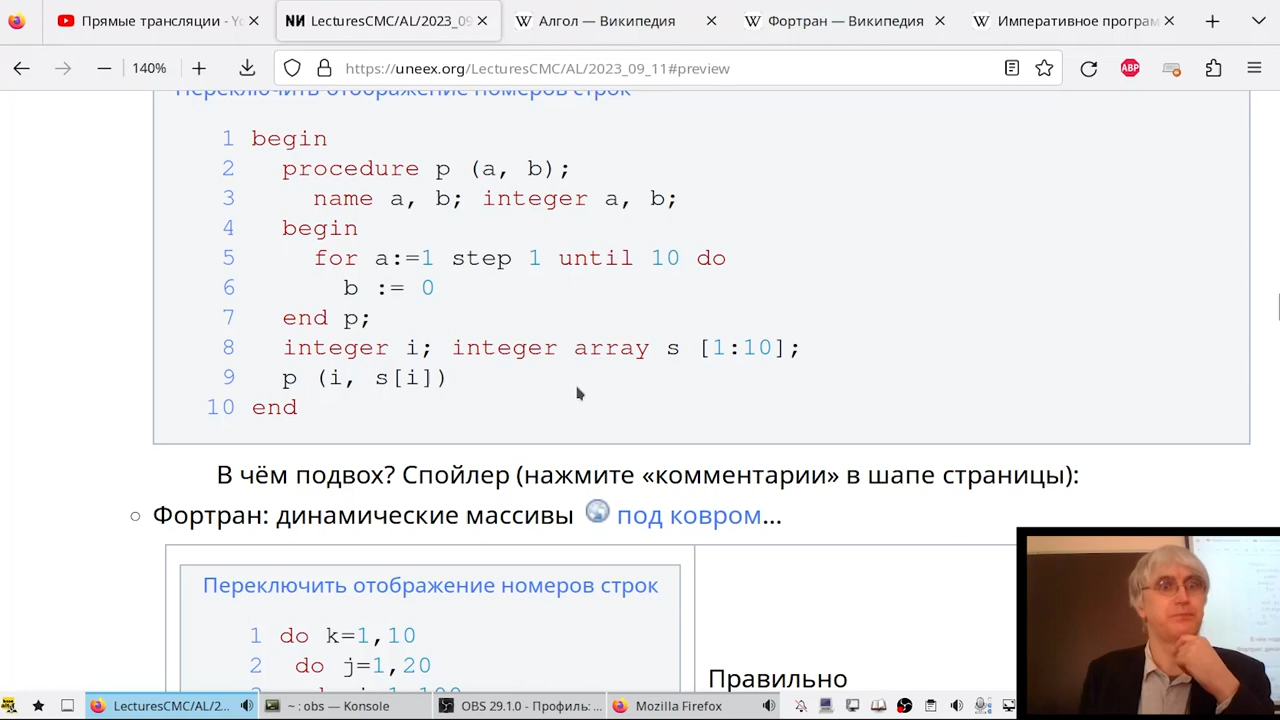 Прямые трансляции - Yo
LecturesCMC/AL/2023_09
Алгол — Википедия
Фортран — Википедия
Императивное програм
140%
https://uneex.org/LecturesCMC/AL/2023_09_11#preview
ABP
Переключить отображение номеров строк
1 begin
2 procedure p (a, b);
3 name a, b; integer a, b;
4 begin
5 for a:=1 step 1 until 10 do
6 b := 0
7 end p;
8 integer i; integer array s [1:10];
9 p (i, s[i])
10 end
В чём подвох? Спойлер (нажмите «комментарии» в шапе страницы):
Фортран: динамические массивы под ковром...
Переключить отображение номеров строк
1 do k=1,10
2 do j=1,20
Правильно
LecturesCMC/AL/2...
~ : obs — Konsole
OBS 29.1.0 - Профиль: ...
Mozilla Firefox